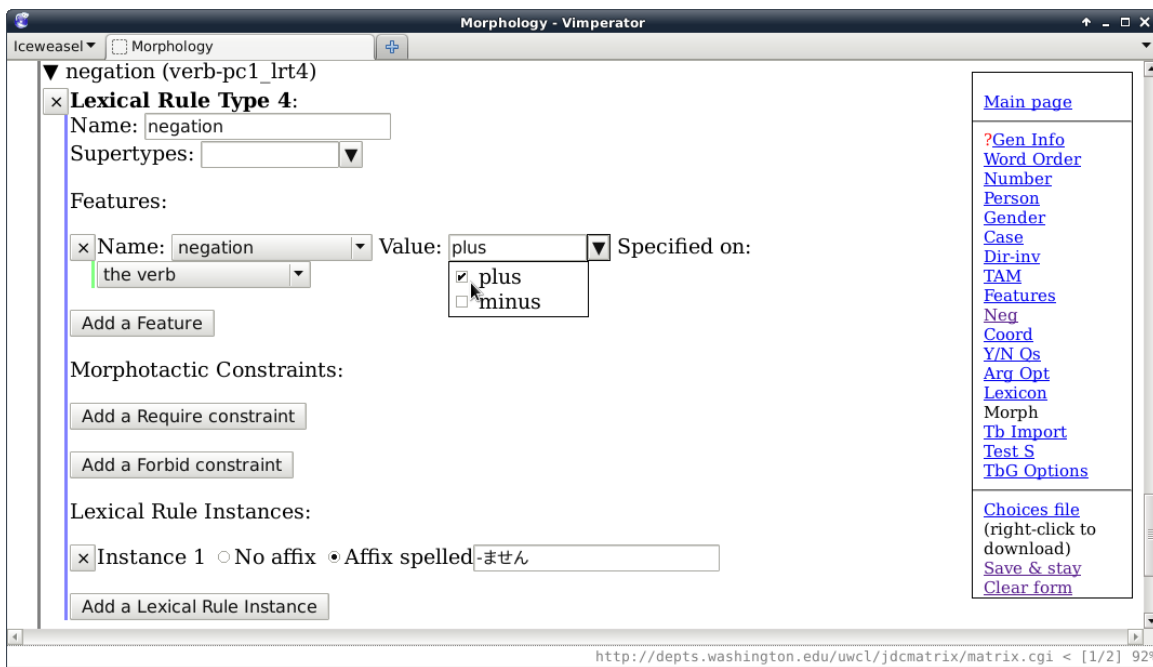 Morphology - Vimperator
Iceweasel
Morphology
negation (verb-pc1_lrt4)
Lexical Rule Type 4:
Name: negation
Supertypes:
Features:
Name: negation Value: plus Specified on:
the verb
plus
minus
Add a Feature
Morphotactic Constraints:
Add a Require constraint
Add a Forbid constraint
Lexical Rule Instances:
Instance 1 No affix Affix spelled -ません
Add a Lexical Rule Instance
Main page
?Gen Info
Word Order
Number
Person
Gender
Case
Dir-inv
TAM
Features
Neg
Coord
Y/N Qs
Arg Opt
Lexicon
Morph
Tb Import
Test S
TbG Options
Choices file
(right-click to
download)
Save & stay
Clear form
http://depts.washington.edu/uwcl/jdcmatrix/matrix.cgi < [1/2] 92%